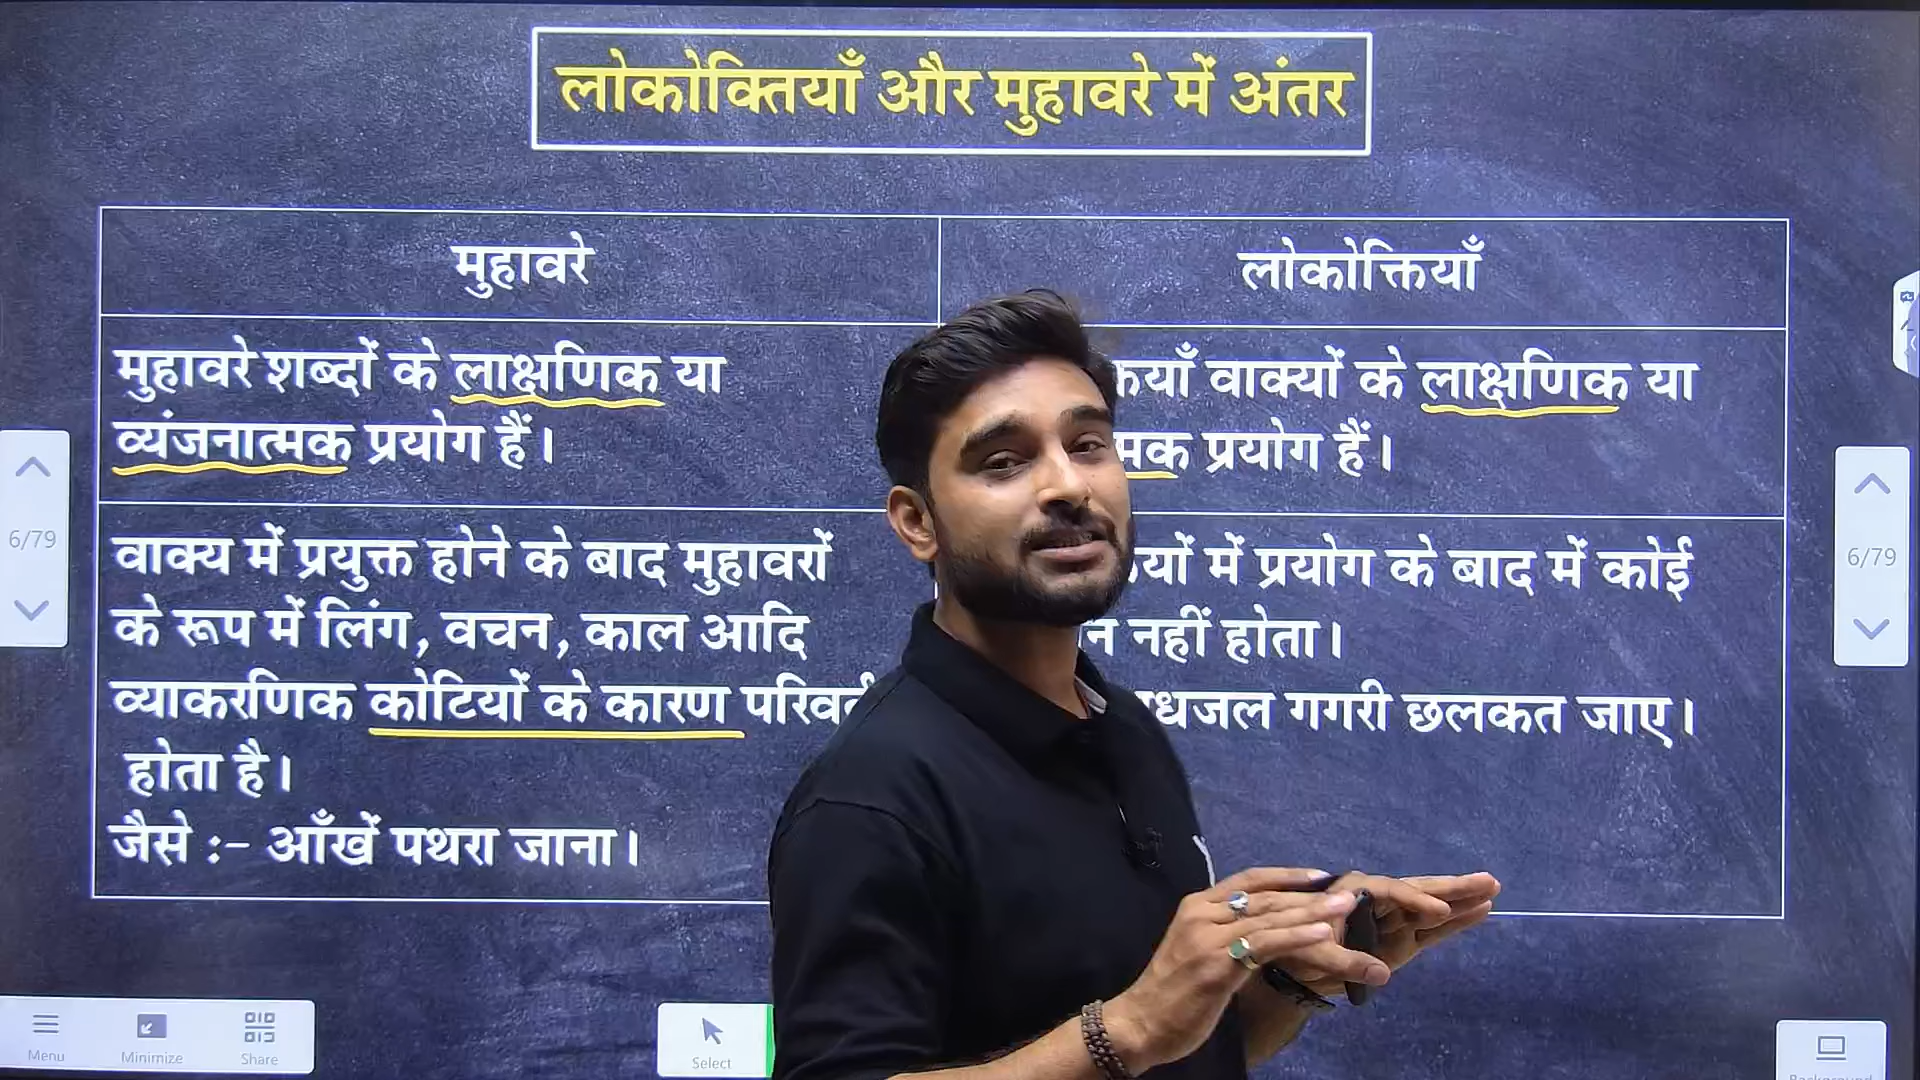 लोकोक्तियाँ और मुहावरे में अंतर
मुहावरे
लोकोक्तियाँ
मुहावरे शब्दों के लाक्षणिक या
व्यंजनात्मक प्रयोग हैं।
वाक्यों के लाक्षणिक या
प्रयोग हैं।
वाक्य में प्रयुक्त होने के बाद मुहावरों
के रूप में लिंग, वचन, काल आदि
व्याकरणिक कोटियों के कारण
होता है।
जैसे :- आँखें पथरा जाना।
में प्रयोग के बाद में कोई
नहीं होता।
गगरी छलकत जाए।
6/79
6/79
Menu
Minimize
Share
Select